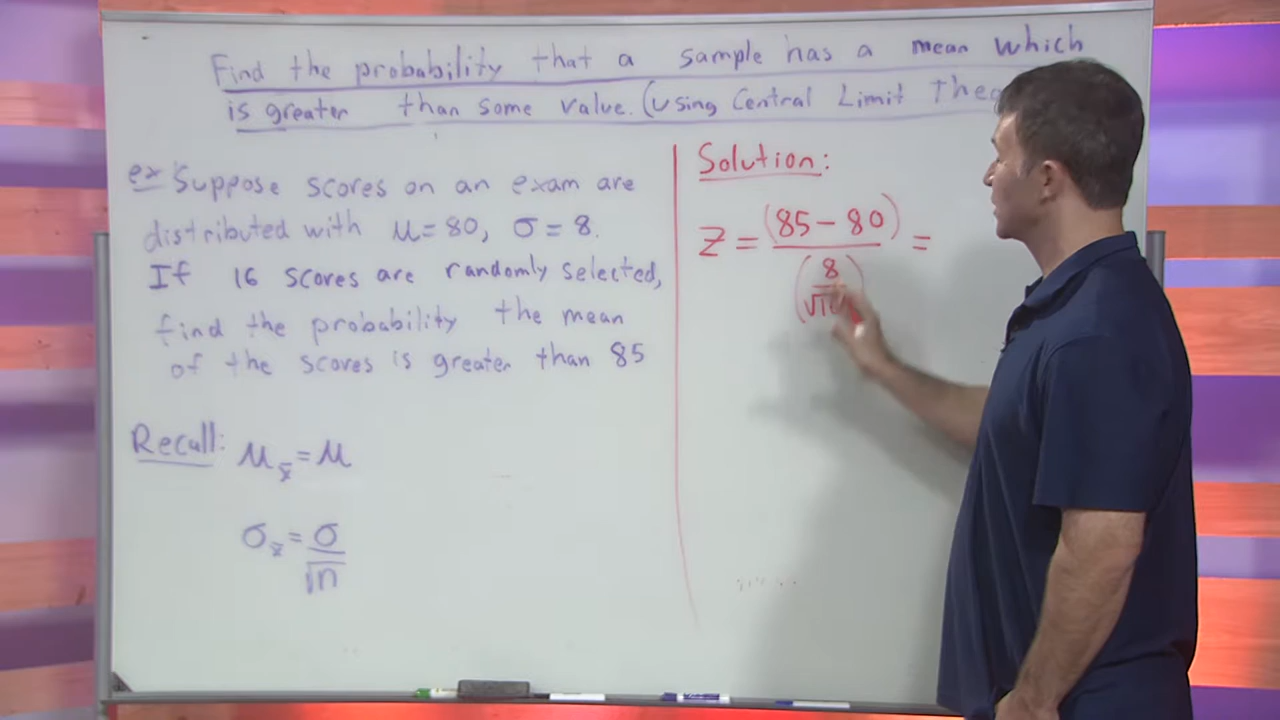 Find the probability that a sample has a mean which
is greater than some value. (using Central Limit
ex Suppose scores on an exam are
distributed with μ=80, σ=8.
If 16 scores are randomly selected,
find the probability the mean
of the scores is greater than 85
Recall: μx̄ = μ
σx̄ = σ
√n
Solution:
Z = (85 - 80) =
(8